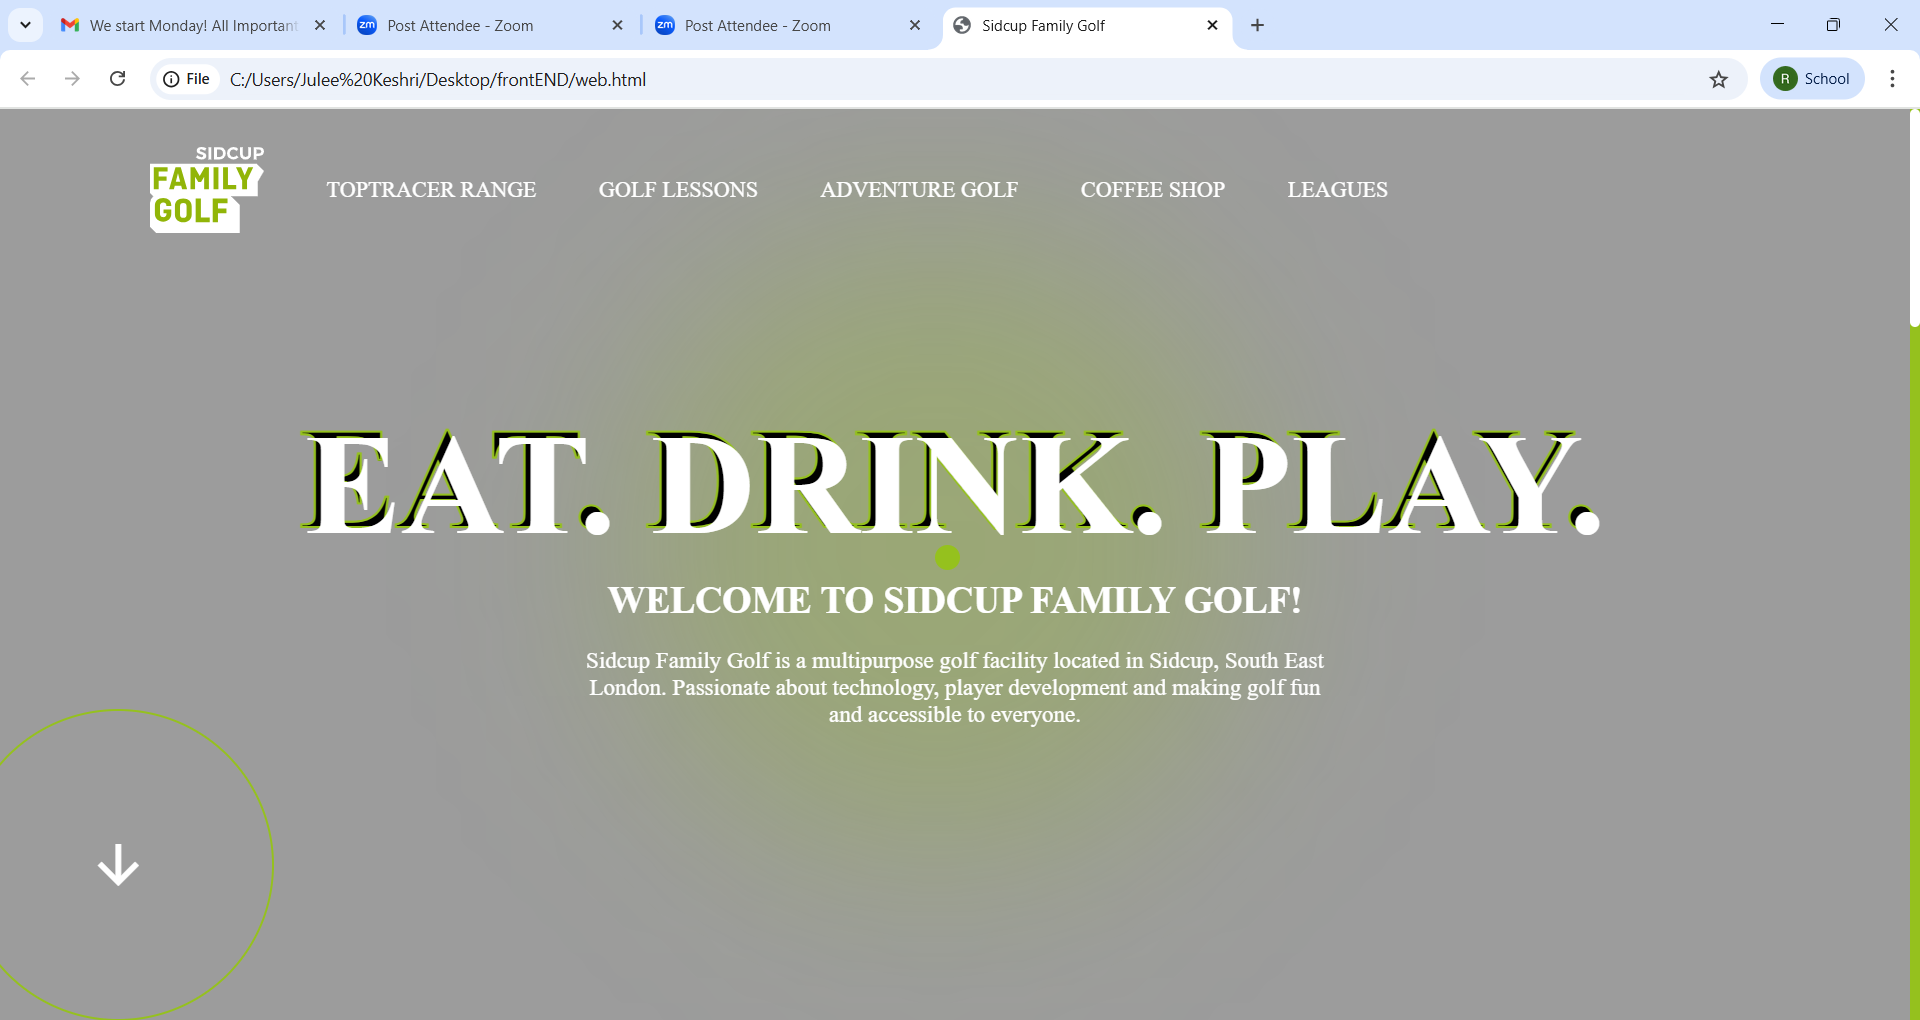 We start Monday! All Important
Post Attendee - Zoom
Post Attendee - Zoom
Sidcup Family Golf
File
C:/Users/Julee%20Keshri/Desktop/frontEND/web.html
R
School
SIDCUP
FAMILY
GOLF
TOPTRACER RANGE
GOLF LESSONS
ADVENTURE GOLF
COFFEE SHOP
LEAGUES
EAT. DRINK. PLAY.
WELCOME TO SIDCUP FAMILY GOLF!
Sidcup Family Golf is a multipurpose golf facility located in Sidcup, South East
London. Passionate about technology, player development and making golf fun
and accessible to everyone.